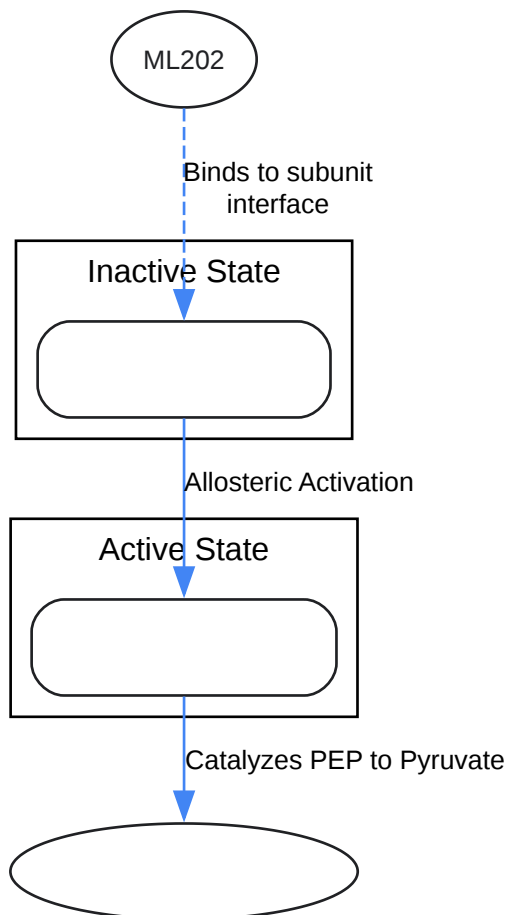 ML202
Binds to subunit
interface
Inactive State
Allosteric Activation
Active State
Catalyzes PEP to Pyruvate